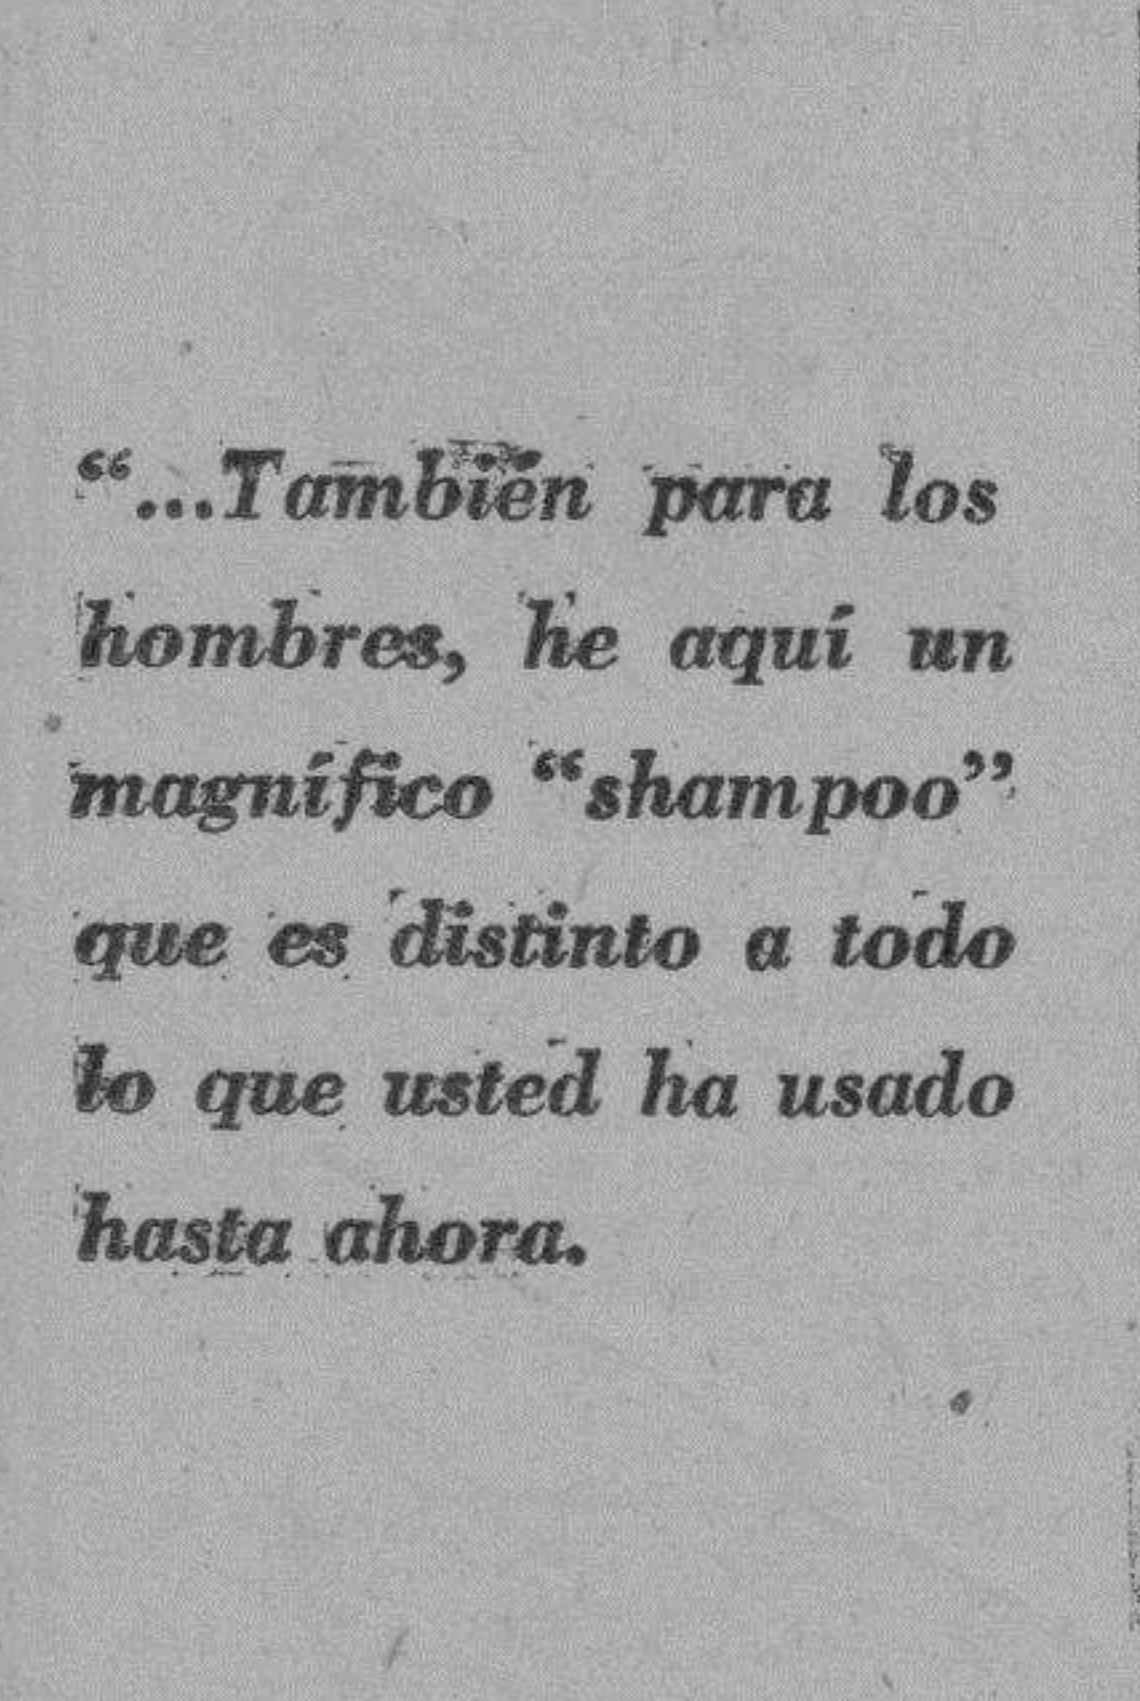 “...También para los
hombres, he aquí un
magnífico “shampoo”
que es distinto a todo
lo que usted ha usado
hasta ahora.